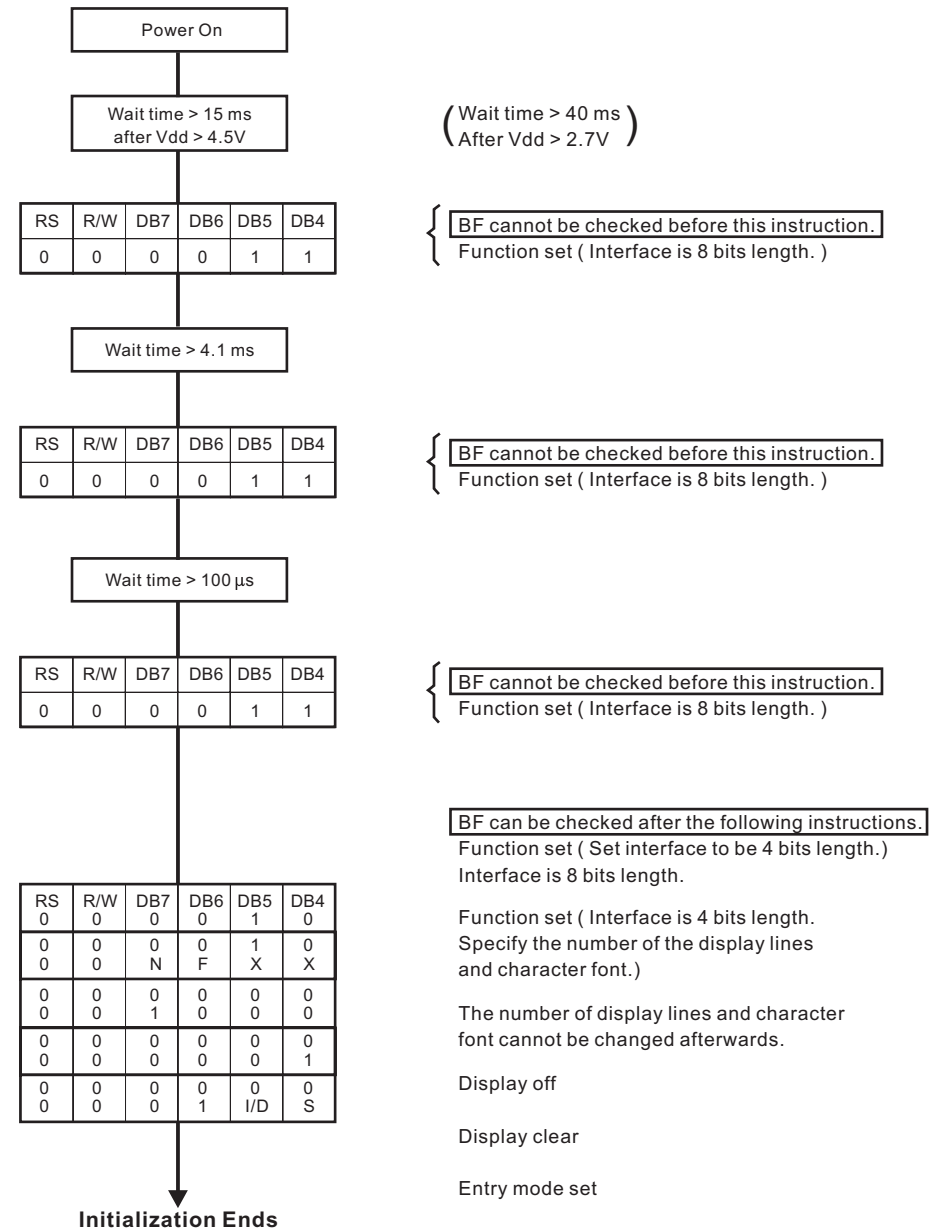 Power On
Wait time > 15 ms
after Vdd > 4.5V
(Wait time > 40 ms
After Vdd > 2.7V)
RS R/W DB7 DB6 DB5 DB4
0 0 0 0 1 1
BF cannot be checked before this instruction.
Function set ( Interface is 8 bits length. )
Wait time > 4.1 ms
RS R/W DB7 DB6 DB5 DB4
0 0 0 0 1 1
BF cannot be checked before this instruction.
Function set ( Interface is 8 bits length. )
Wait time > 100 μs
RS R/W DB7 DB6 DB5 DB4
0 0 0 0 1 1
BF cannot be checked before this instruction.
Function set ( Interface is 8 bits length. )
RS R/W DB7 DB6 DB5 DB4
0 0 0 0 1 0
0 0 0 0 1 0
0 0 N F X X
0 0 0 0 0 0
0 0 1 0 0 0
0 0 0 0 0 0
0 0 0 0 0 1
0 0 0 0 0 0
0 0 0 1 I/D S
BF can be checked after the following instructions.
Function set ( Set interface to be 4 bits length.)
Interface is 8 bits length.
Function set ( Interface is 4 bits length.
Specify the number of the display lines
and character font.)
The number of display lines and character
font cannot be changed afterwards.
Display off
Display clear
Entry mode set
Initialization Ends